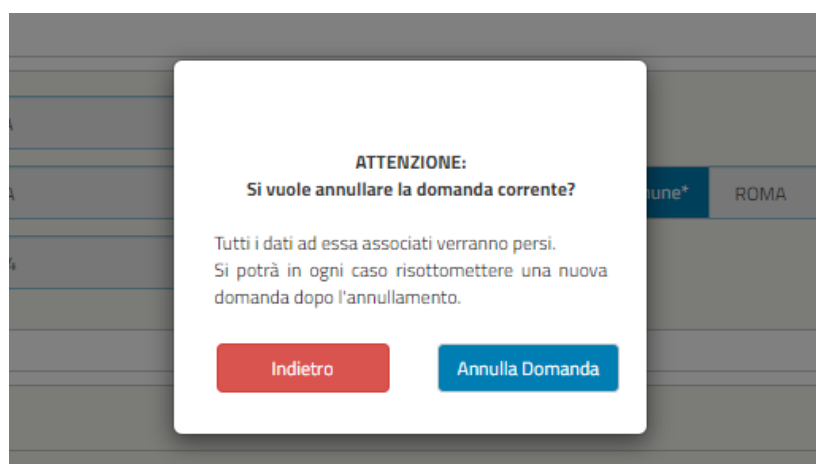 ATTENZIONE:
Si vuole annullare la domanda corrente?
Tutti i dati ad essa associati verranno persi.
Si potrà in ogni caso risottomettere una nuova
domanda dopo l'annullamento.
Indietro
Annulla Domanda
ROMA